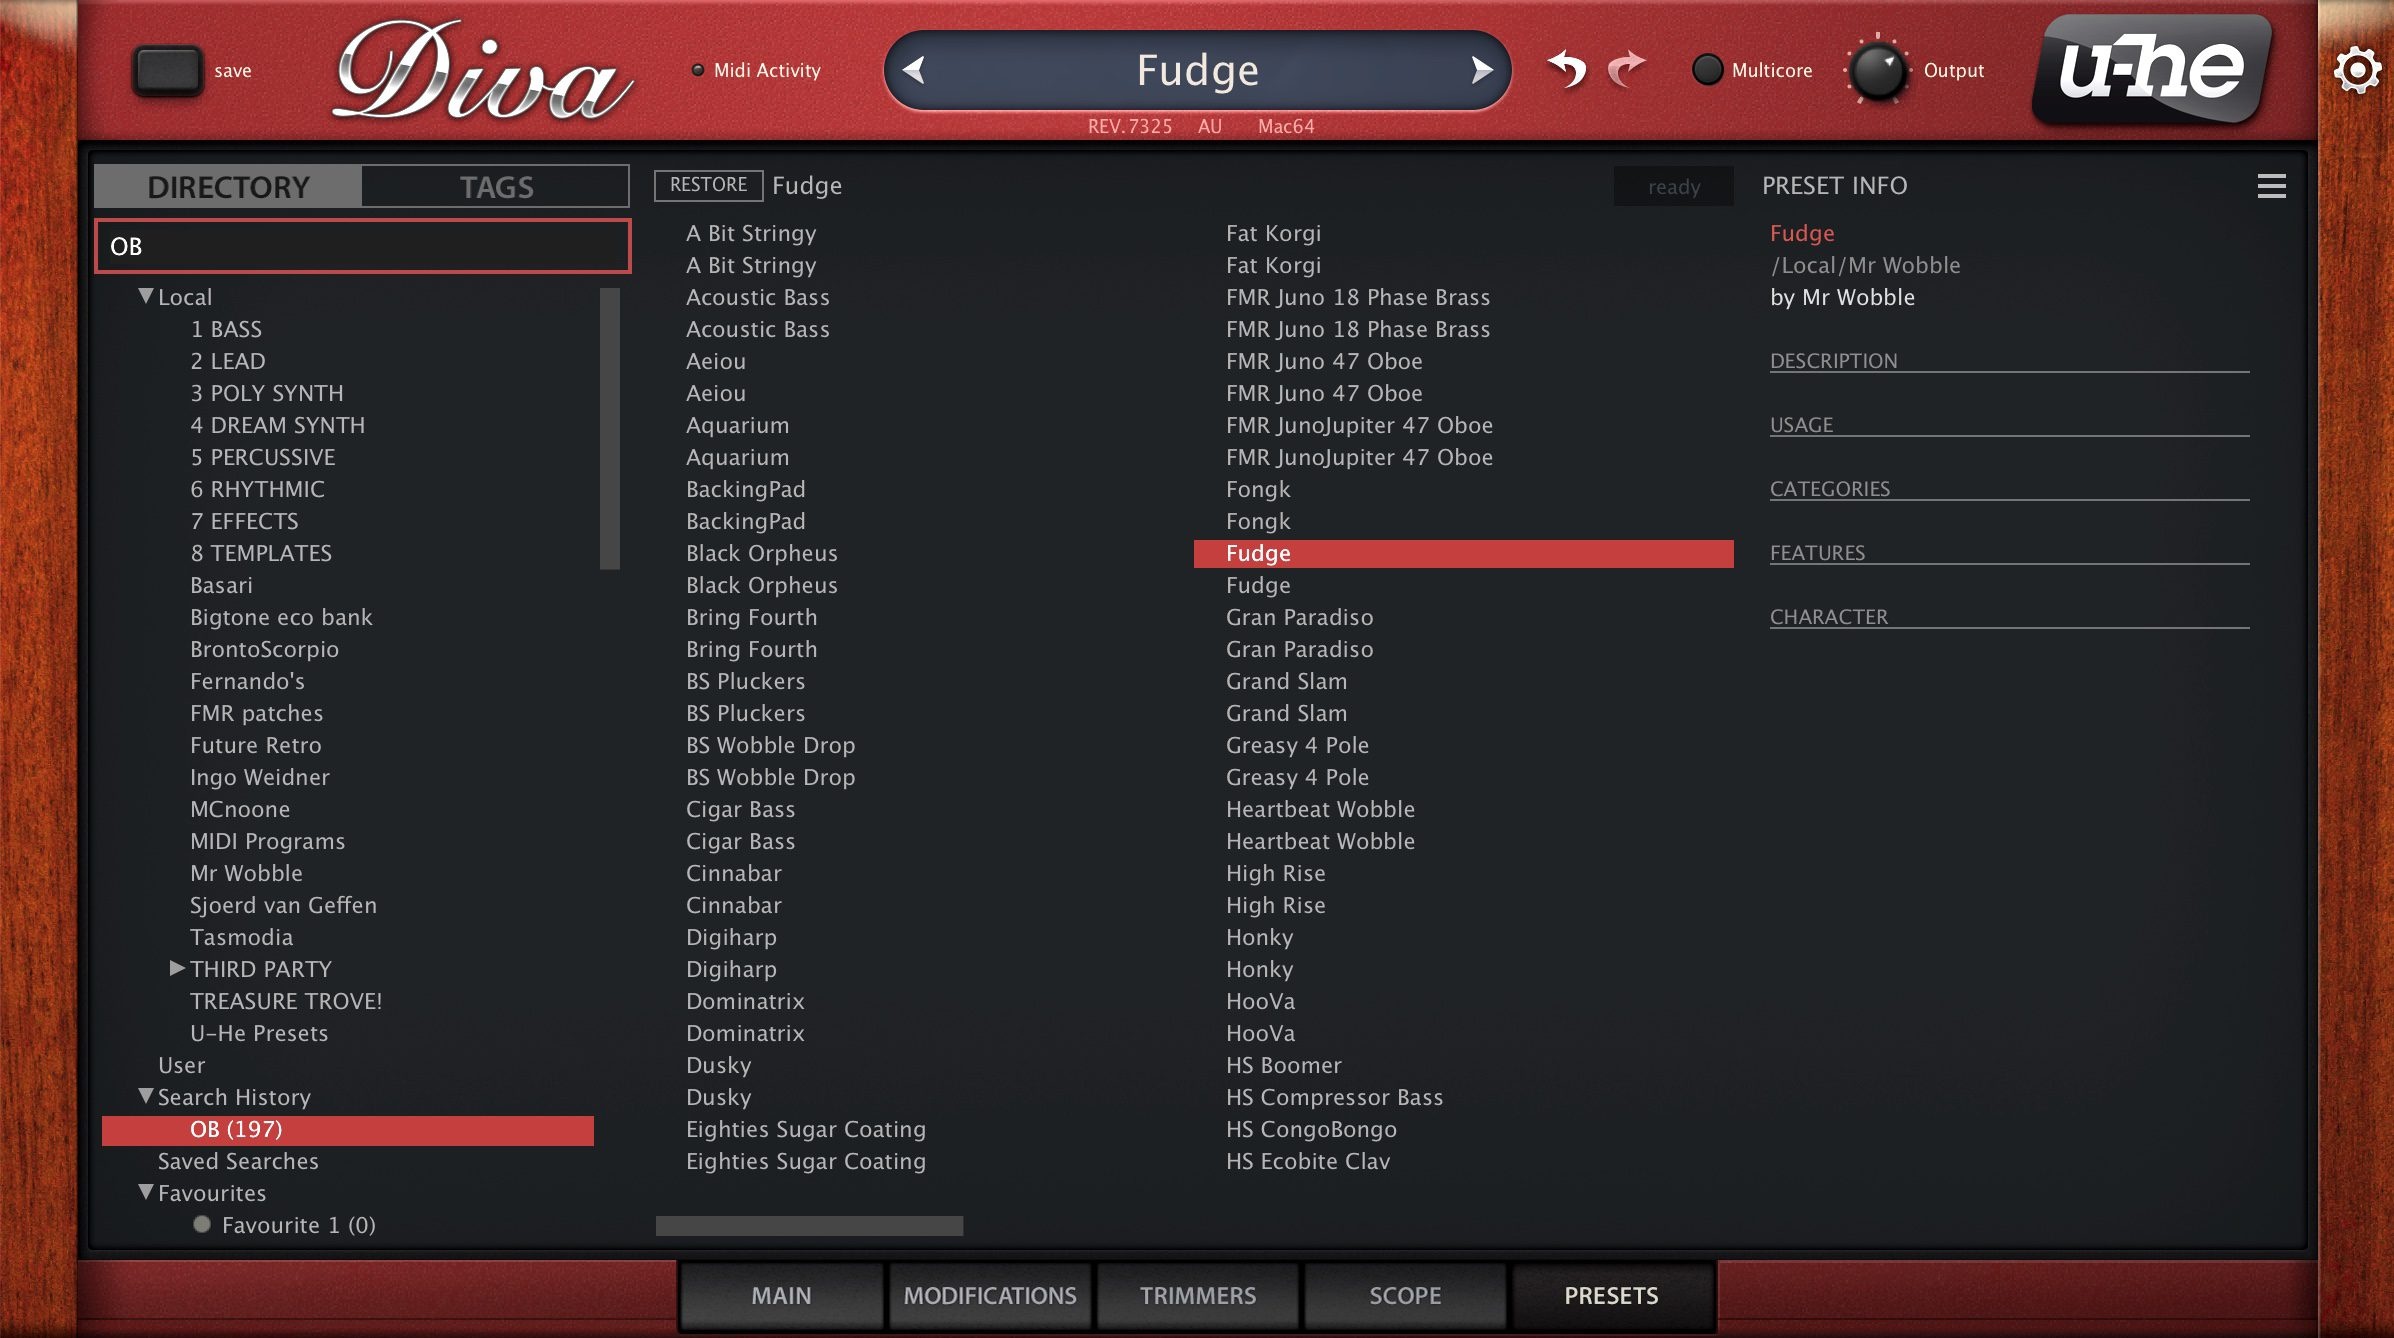 save
Diva
Midi Activity
Fudge
Multicore
Output
u-he
REV.7325 AU Mac64
DIRECTORY
TAGS
OB
Local
1 BASS
2 LEAD
3 POLY SYNTH
4 DREAM SYNTH
5 PERCUSSIVE
6 RHYTHMIC
7 EFFECTS
8 TEMPLATES
Basari
Bigtone eco bank
BrontoScorpio
Fernando's
FMR patches
Future Retro
Ingo Weidner
MCnoone
MIDI Programs
Mr Wobble
Sjoerd van Geffen
Tasmodia
THIRD PARTY
TREASURE TROVE!
U-He Presets
User
Search History
OB (197)
Saved Searches
Favourites
Favourite 1 (0)
RESTORE
Fudge
ready
A Bit Stringy
A Bit Stringy
Acoustic Bass
Acoustic Bass
Aeiou
Aeiou
Aquarium
Aquarium
BackingPad
BackingPad
Black Orpheus
Black Orpheus
Bring Fourth
Bring Fourth
BS Pluckers
BS Pluckers
BS Wobble Drop
BS Wobble Drop
Cigar Bass
Cigar Bass
Cinnabar
Cinnabar
Digiharp
Digiharp
Dominatrix
Dominatrix
Dusky
Dusky
Eighties Sugar Coating
Eighties Sugar Coating
Fat Korgi
Fat Korgi
FMR Juno 18 Phase Brass
FMR Juno 18 Phase Brass
FMR Juno 47 Oboe
FMR Juno 47 Oboe
FMR JunoJupiter 47 Oboe
FMR JunoJupiter 47 Oboe
Fongk
Fongk
Fudge
Fudge
Gran Paradiso
Gran Paradiso
Grand Slam
Grand Slam
Greasy 4 Pole
Greasy 4 Pole
Heartbeat Wobble
Heartbeat Wobble
High Rise
High Rise
Honky
Honky
HooVa
HooVa
HS Boomer
HS Compressor Bass
HS CongoBongo
HS Ecobite Clav
PRESET INFO
Fudge
/Local/Mr Wobble
by Mr Wobble
DESCRIPTION
USAGE
CATEGORIES
FEATURES
CHARACTER
MAIN
MODIFICATIONS
TRIMMERS
SCOPE
PRESETS